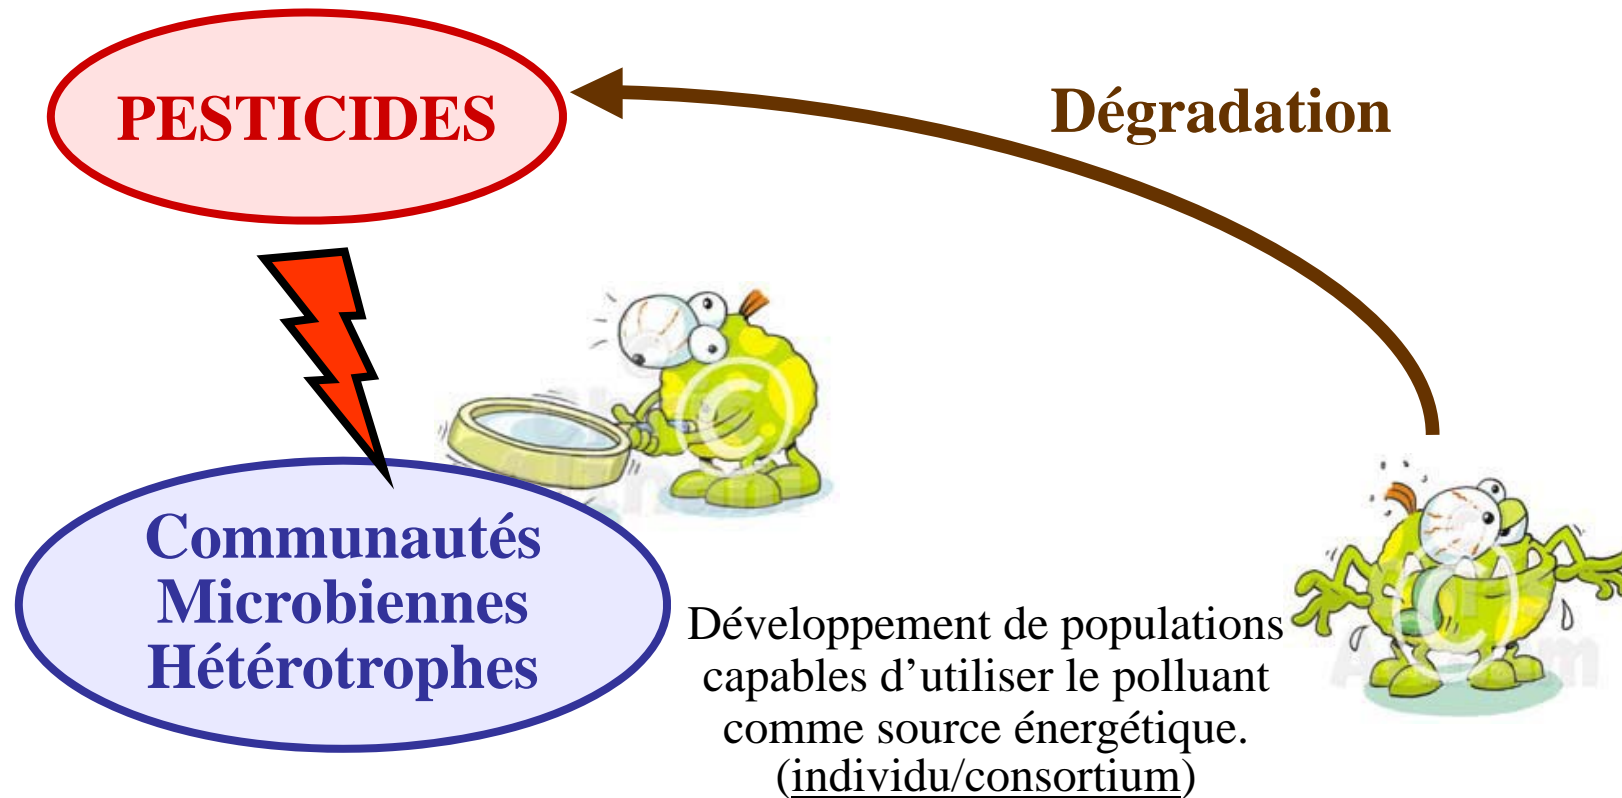 PESTICIDES
Dégradation
Communautés
Microbiennes
Hétérotrophes
Développement de populations
capables d’utiliser le polluant
comme source énergétique.
(individu/consortium)